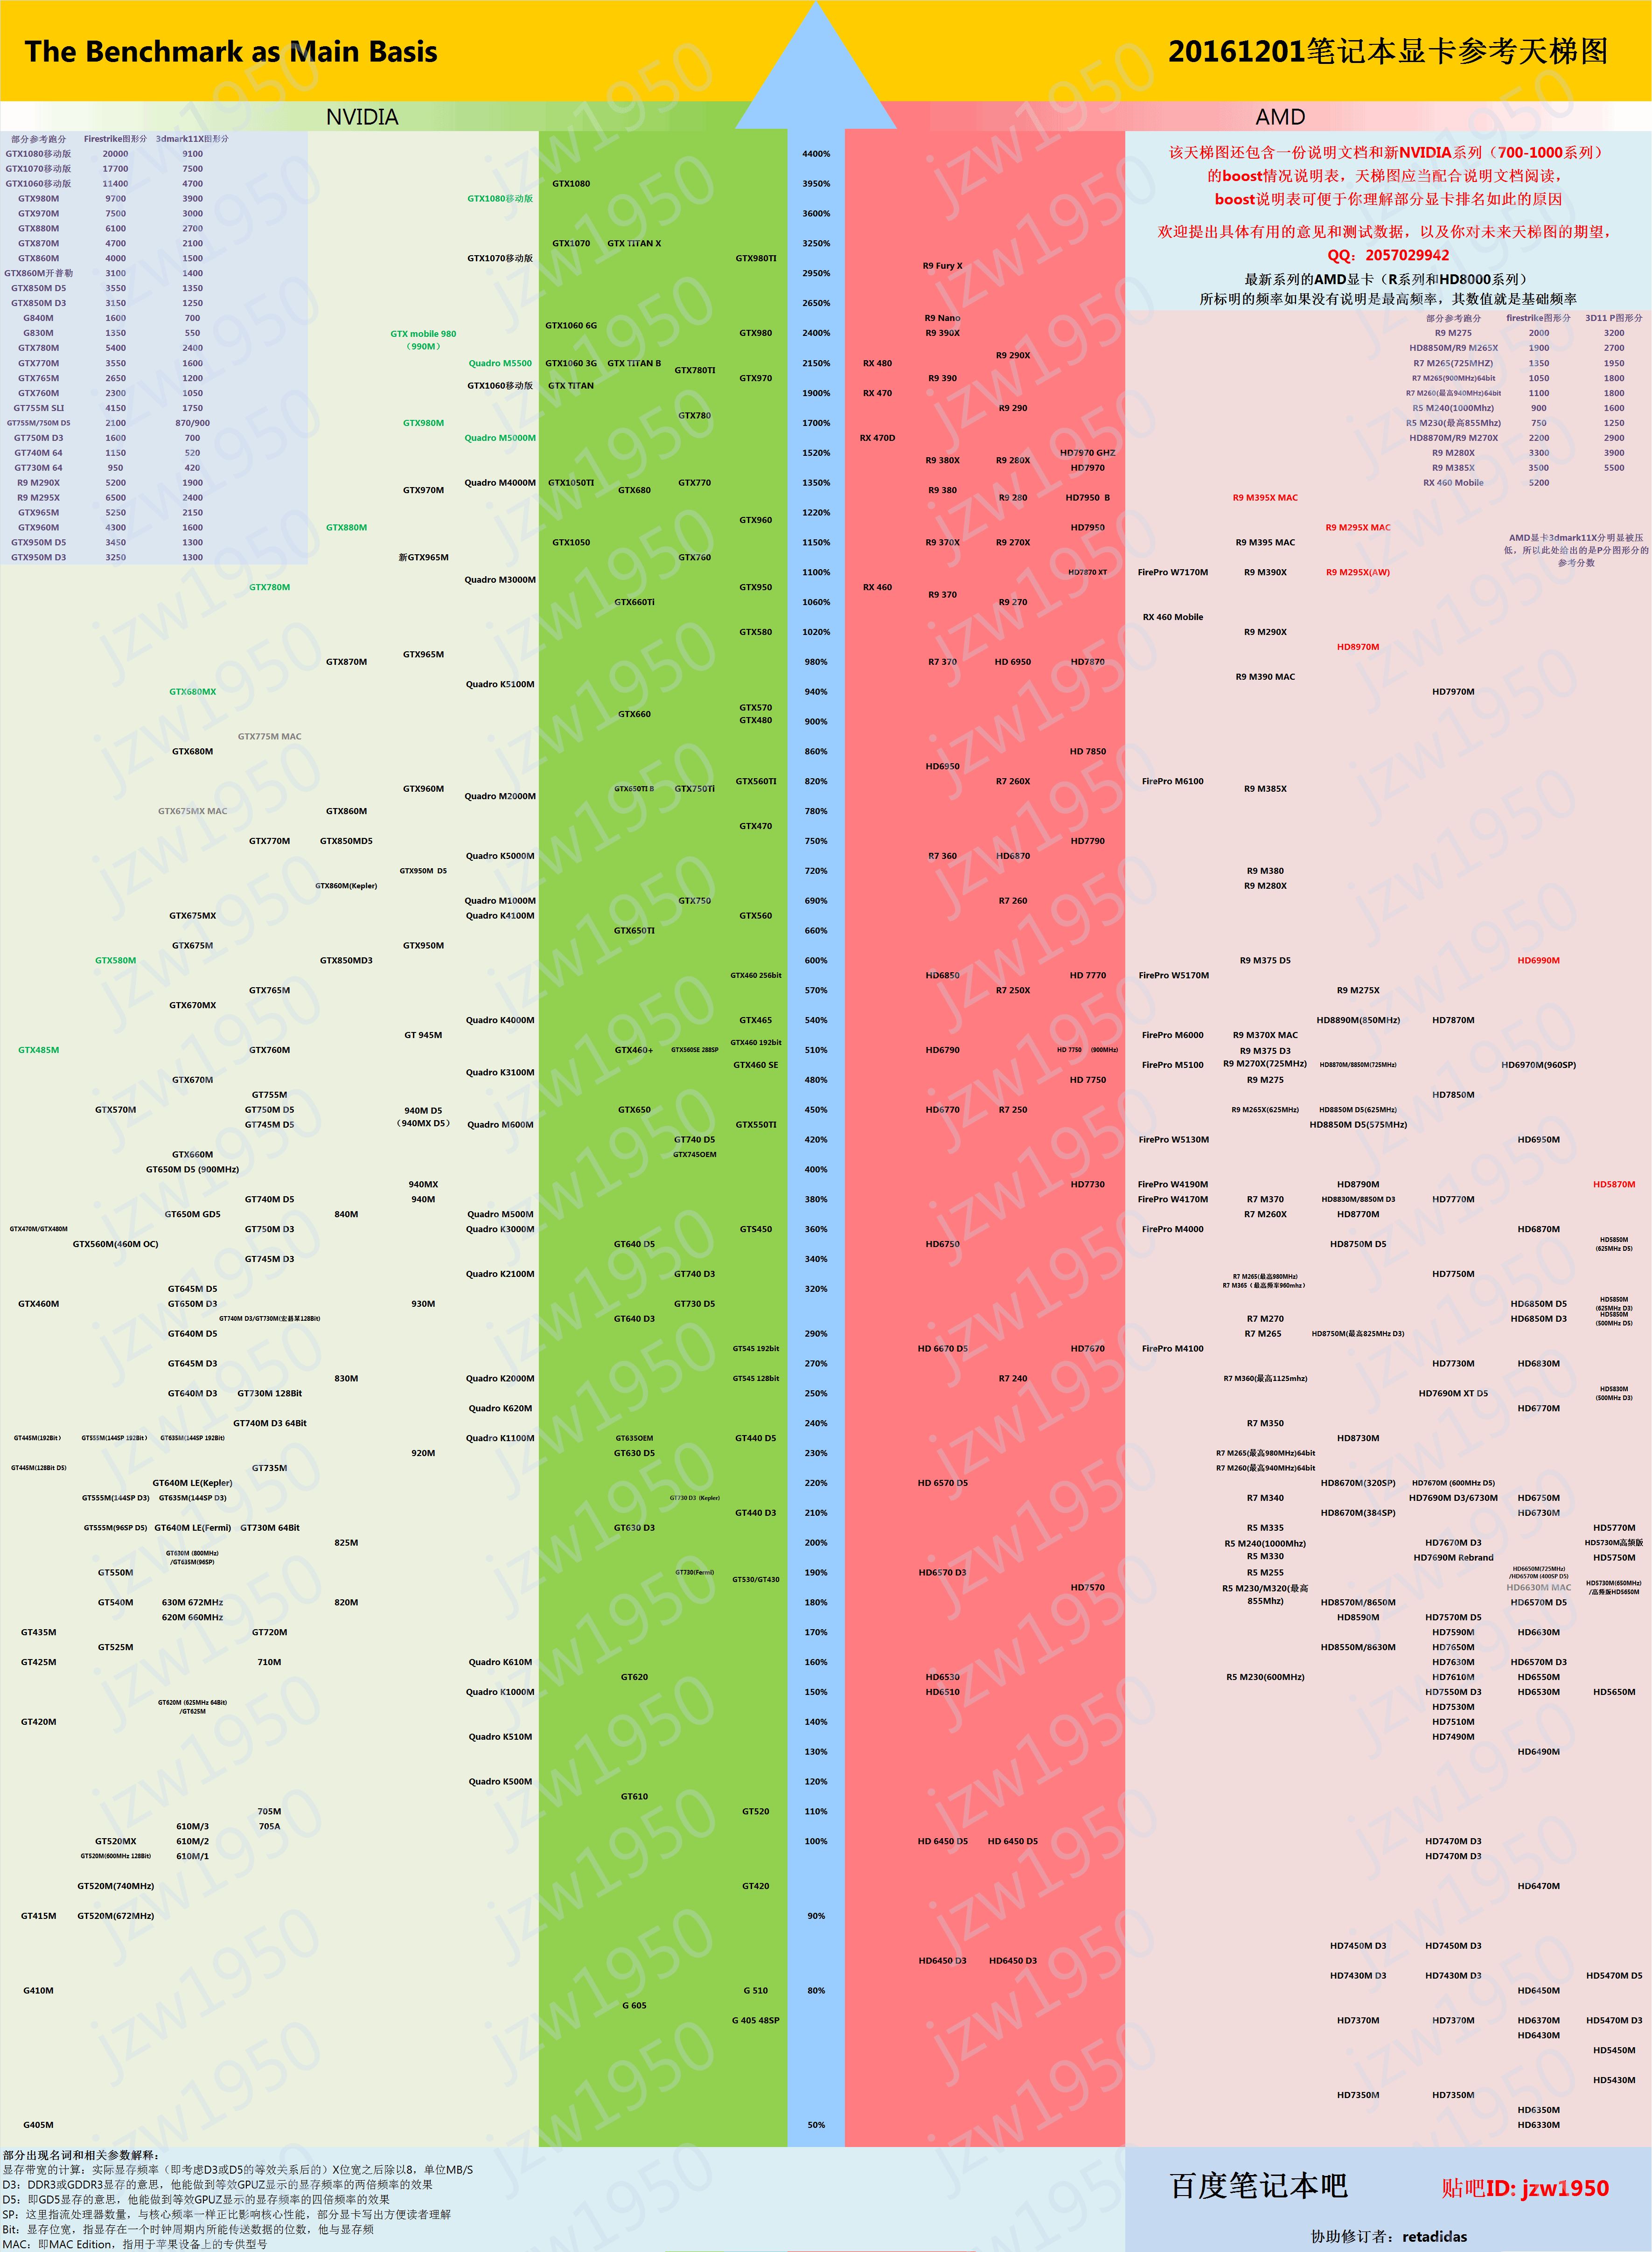 The Benchmark as Main Basis
20161201笔记本显卡参考天梯图
NVIDIA
AMD
部分参考跑分 Firestrike图形分 3dmark11X图形分
GTX1080移动版 20000 9100
GTX1070移动版 17700 7500
GTX1060移动版 11400 4700
GTX980M 9700 3900
GTX970M 7500 3000
GTX880M 6100 2700
GTX870M 4700 2100
GTX860M 4000 1500
GTX860M开普勒 3100 1400
GTX850M D5 3550 1350
GTX850M D3 3150 1250
G840M 1600 700
G830M 1350 550
GTX780M 5400 2400
GTX770M 3550 1600
GTX765M 2650 1200
GTX760M 2300 1050
GT755M SLI 4150 1750
GT755M/750M D5 2100 870/900
GT750M D3 1600 700
GT740M 64 1150 520
GT730M 64 950 420
R9 M290X 5200 1900
R9 M295X 6500 2400
GTX965M 5250 2150
GTX960M 4300 1600
GTX950M D5 3450 1300
GTX950M D3 3250 1300
该天梯图还包含一份说明文档和新NVIDIA系列（700-1000系列）
的boost情况说明表，天梯图应当配合说明文档阅读，
boost说明表可便于你理解部分显卡排名如此的原因
欢迎提出具体有用的意见和测试数据，以及你对未来天梯图的期望，
QQ：2057029942
最新系列的AMD显卡（R系列和HD8000系列）
所标明的频率如果没有说明是最高频率，其数值就是基础频率
部分参考跑分 firestrike图形分 3D11 P图形分
R9 M275 2000 3200
HD8850M/R9 M265X 1900 2700
R7 M265(725MHZ) 1350 1950
R7 M265(900MHz)64bit 1050 1800
R7 M260(最高940MHz)64bit 1100 1800
R5 M240(1000Mhz) 900 1600
R5 M230(最高855Mhz) 750 1250
HD8870M/R9 M270X 2200 2900
R9 M280X 3300 3900
R9 M385X 3500 5500
RX 460 Mobile 5200
AMD显卡3dmark11X分明显被压
低，所以此处给出的是P分图形分的
参考分数
4400%
GTX1080 3950%
GTX1080移动版
3600%
GTX1070 GTX TITAN X 3250%
GTX1070移动版 GTX980TI
R9 Fury X
2950%
2650%
R9 Nano
GTX1060 6G
GTX mobile 980 GTX980 2400% R9 390X
（990M）
R9 290X
Quadro M5500 GTX1060 3G GTX TITAN B 2150% RX 480
GTX780TI
GTX970 R9 390
GTX1060移动版 GTX TITAN
1900% RX 470
R9 290
GTX780
GTX980M 1700%
Quadro M5000M RX 470D
1520% HD7970 GHZ
R9 380X R9 280X
HD7970
Quadro M4000M GTX1050TI GTX770 1350%
GTX970M GTX680 R9 380
R9 280 HD7950 B R9 M395X MAC
1220%
GTX960
GTX880M HD7950 R9 M295X MAC
GTX1050 1150% R9 370X R9 270X R9 M395 MAC
新GTX965M GTX760
1100% HD7870 XT FirePro W7170M R9 M390X R9 M295X(AW)
Quadro M3000M
GTX780M GTX950 RX 460
R9 370
GTX660Ti 1060% R9 270
RX 460 Mobile
GTX580 1020% R9 M290X
HD8970M
GTX965M
GTX870M 980% R7 370 HD 6950 HD7870
R9 M390 MAC
Quadro K5100M
GTX680MX 940% HD7970M
GTX570
GTX660
GTX480 900%
GTX775M MAC
GTX680M 860% HD 7850
HD6950
GTX560TI 820% R7 260X FirePro M6100
GTX960M GTX650TI B GTX750Ti R9 M385X
Quadro M2000M
GTX675MX MAC GTX860M 780%
GTX470
GTX770M GTX850MD5 750% HD7790
Quadro K5000M R7 360 HD6870
GTX950M D5 720% R9 M380
GTX860M(Kepler) R9 M280X
Quadro M1000M GTX750 690% R7 260
GTX675MX Quadro K4100M GTX560
GTX650TI 660%
GTX675M GTX950M
GTX580M GTX850MD3 600% R9 M375 D5 HD6990M
GTX460 256bit HD6850 HD 7770 FirePro W5170M
GTX765M 570% R7 250X R9 M275X
GTX670MX
Quadro K4000M GTX465 540% HD8890M(850MHz) HD7870M
GT 945M FirePro M6000 R9 M370X MAC
GTX460 192bit
GTX485M GTX760M GTX460+ GTX560SE 288SP 510% HD6790 HD 7750 (900MHz) R9 M375 D3
GTX460 SE FirePro M5100 R9 M270X(725MHz) HD8870M/8850M(725MHz) HD6970M(960SP)
Quadro K3100M
GTX670M 480% HD 7750 R9 M275
GT755M HD7850M
GTX570M GT750M D5 940M D5 GTX650 450% HD6770 R7 250 R9 M265X(625MHz) HD8850M D5(625MHz)
GT745M D5 （940MX D5） Quadro M600M GTX550TI HD8850M D5(575MHz)
GT740 D5 420% FirePro W5130M HD6950M
GTX660M GTX745OEM
GT650M D5 (900MHz) 400%
940MX HD7730 FirePro W4190M HD8790M HD5870M
GT740M D5 940M 380% FirePro W4170M R7 M370 HD8830M/8850M D3 HD7770M
GT650M GD5 840M Quadro M500M R7 M260X HD8770M
GTX470M/GTX480M GT750M D3 Quadro K3000M GTS450 360% FirePro M4000 HD6870M
GTX560M(460M OC) GT640 D5 HD6750 HD8750M D5 HD5850M
(625MHz D5)
GT745M D3 340%
Quadro K2100M GT740 D3 R7 M265(最高980MHz) HD7750M
R7 M365（最高频率960mhz）
GT645M D5 320%
GTX460M GT650M D3 930M GT730 D5 HD6850M D5 HD5850M
(625MHz D3)
GT740M D3/GT730M(宏碁某128Bit) GT640 D3 R7 M270 HD6850M D3 HD5850M
(500MHz D5)
GT640M D5 290% R7 M265 HD8750M(最高825MHz D3)
GT545 192bit HD 6670 D5 HD7670 FirePro M4100
GT645M D3 270% HD7730M HD6830M
830M Quadro K2000M GT545 128bit R7 240 R7 M360(最高1125mhz)
GT640M D3 GT730M 128Bit 250% HD7690M XT D5 HD5830M
(500MHz D3)
Quadro K620M HD6770M
GT740M D3 64Bit 240% R7 M350
GT445M(192Bit） GT555M(144SP 192Bit） GT635M(144SP 192Bit) Quadro K1100M GT635OEM GT440 D5 HD8730M
920M GT630 D5 230% R7 M265(最高980MHz)64bit
GT445M(128Bit D5) GT735M R7 M260(最高940MHz)64bit
GT640M LE(Kepler) 220% HD 6570 D5 HD8670M(320SP) HD7670M (600MHz D5)
GT555M(144SP D3) GT635M(144SP D3) GT730 D3 (Kepler) R7 M340 HD7690M D3/6730M HD6750M
GT440 D3 210% HD8670M(384SP) HD6730M
GT555M(96SP D5) GT640M LE(Fermi) GT730M 64Bit GT630 D3 R5 M335 HD5770M
825M 200% R5 M240(1000Mhz) HD7670M D3 HD5730M高频版
GT630M (800MHz)
/GT635M(96SP) R5 M330 HD7690M Rebrand HD5750M
GT550M GT730(Fermi) 190% HD6570 D3 R5 M255 HD6650M(725MHz)
/HD6570M (400SP D5)
GT530/GT430 HD7570 R5 M230/M320(最高 HD6630M MAC HD5730M(650MHz)
855Mhz) /高频版HD5650M
GT540M 630M 672MHz 820M 180% HD8570M/8650M HD6570M D5
620M 660MHz HD8590M HD7570M D5
GT435M GT720M 170% HD7590M HD6630M
GT525M HD8550M/8630M HD7650M
GT425M 710M Quadro K610M 160% HD7630M HD6570M D3
GT620 HD6530 R5 M230(600MHz) HD7610M HD6550M
Quadro K1000M 150% HD6510 HD7550M D3 HD6530M HD5650M
GT620M (625MHz 64Bit)
/GT625M HD7530M
GT420M 140% HD7510M
Quadro K510M HD7490M
130% HD6490M
Quadro K500M 120%
GT610
705M GT520 110%
610M/3 705A
GT520MX 610M/2 100% HD 6450 D5 HD 6450 D5 HD7470M D3
GT520M(600MHz 128Bit) 610M/1 HD7470M D3
GT520M(740MHz) GT420 HD6470M
GT415M GT520M(672MHz) 90%
HD7450M D3 HD7450M D3
HD6450 D3 HD6450 D3
HD7430M D3 HD7430M D3 HD5470M D5
G410M G 510 80% HD6450M
G 605
G 405 48SP HD7370M HD7370M HD6370M HD5470M D3
HD6430M
HD5450M
HD5430M
HD7350M HD7350M
HD6350M
G405M 50% HD6330M
部分出现名词和相关参数解释：
显存带宽的计算：实际显存频率（即考虑D3或D5的等效关系后的）X位宽之后除以8，单位MB/S
D3：DDR3或GDDR3显存的意思，他能做到等效GPUZ显示的显存频率的两倍频率的效果
D5：即GD5显存的意思，他能做到等效GPUZ显示的显存频率的四倍频率的效果
SP：这里指流处理器数量，与核心频率一样正比影响核心性能，部分显卡写出方便读者理解
Bit：显存位宽，指显存在一个时钟周期内所能传送数据的位数，他与显存频
MAC：即MAC Edition，指用于苹果设备上的专供型号
百度笔记本吧
贴吧ID: jzw1950
协助修订者：retadidas
jzw1950